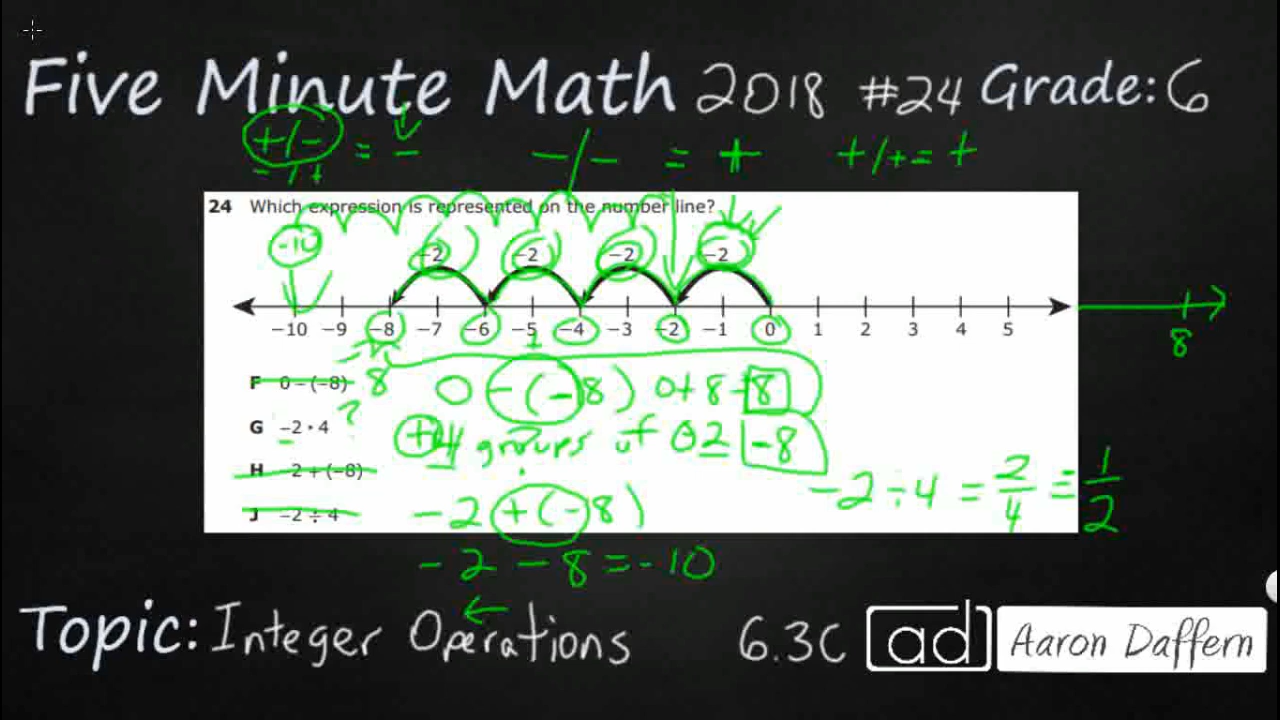 Five Minute Math 2018 #24 Grade: 6
+/- = - -/- = + +/+ = +
-/+
24 Which expression is represented on the number line?
-10
-2 -2 -2 -2
-10 -9 -8 -7 -6 -5 -4 -3 -2 -1 0 1 2 3 4 5
8
F 0 – (–8) 8 0 - (-8) 0+8 8
?
G –2 • 4 +4 groups of 2 -8
H –2 + (–8)
-2 ÷ 4 = 2/4 = 1/2
J –2 ÷ 4 -2 + (-8)
-2 - 8 = -10
Topic: Integer Operations 6.3C ad Aaron Daffern